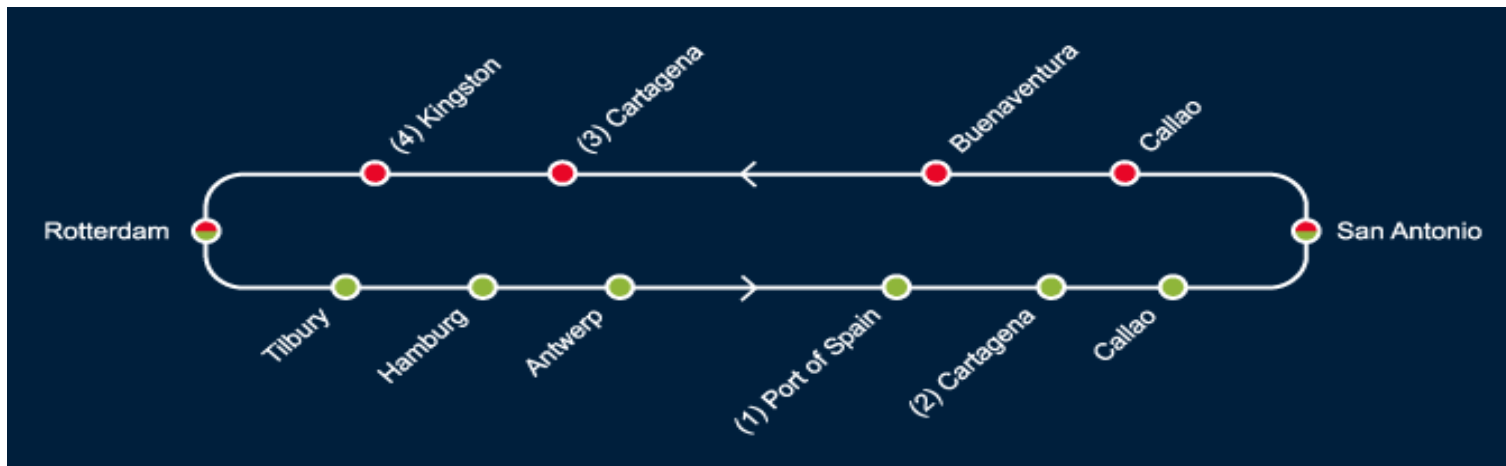 (4) Kingston
(3) Cartagena
Buenaventura
Callao
Rotterdam
San Antonio
Tilbury
Hamburg
Antwerp
(1) Port of Spain
(2) Cartagena
Callao